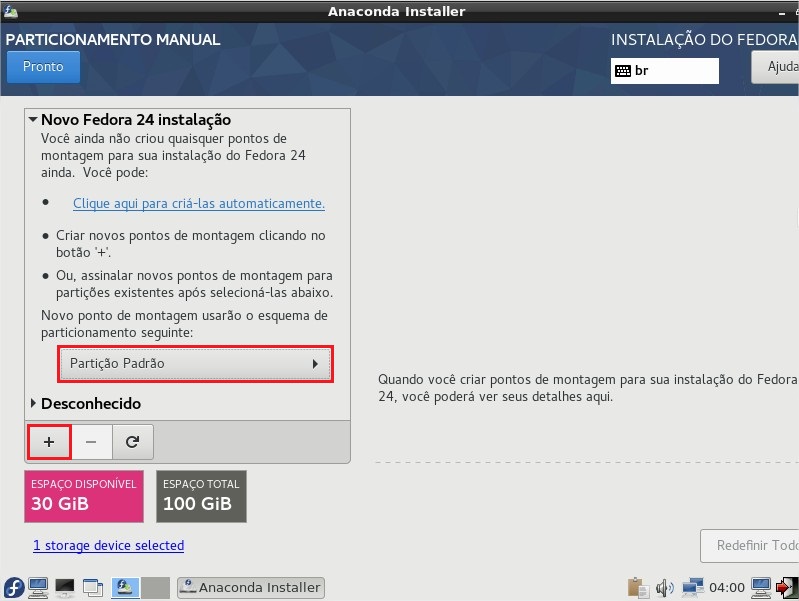 Anaconda Installer
PARTICIONAMENTO MANUAL
INSTALAÇÃO DO FEDORA
Pronto
br
Ajuda
Novo Fedora 24 instalação
Você ainda não criou quaisquer pontos de
montagem para sua instalação do Fedora 24
ainda. Você pode:
Clique aqui para criá-las automaticamente.
Criar novos pontos de montagem clicando no
botão '+'.
Ou, assinalar novos pontos de montagem para
partições existentes após selecioná-las abaixo.
Novo ponto de montagem usarão o esquema de
particionamento seguinte:
Partição Padrão
Desconhecido
Quando você criar pontos de montagem para sua instalação do Fedora
24, você poderá ver seus detalhes aqui.
+ −
ESPAÇO DISPONÍVEL
30 GiB
ESPAÇO TOTAL
100 GiB
1 storage device selected
Redefinir Todo
Anaconda Installer
04:00